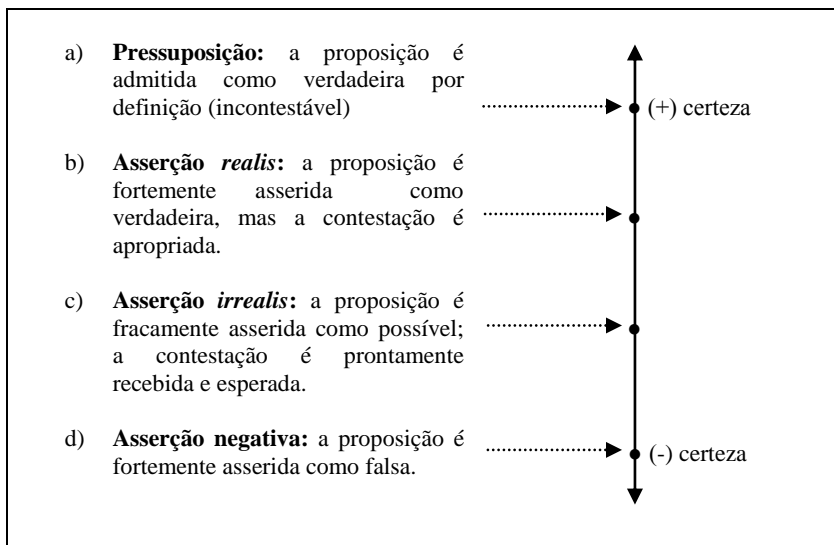 a) Pressuposição: a proposição é
admitida como verdadeira por
definição (incontestável)
(+) certeza
b) Asserção realis: a proposição é
fortemente asserida como
verdadeira, mas a contestação é
apropriada.
c) Asserção irrealis: a proposição é
fracamente asserida como possível;
a contestação é prontamente
recebida e esperada.
d) Asserção negativa: a proposição é
fortemente asserida como falsa.
(-) certeza